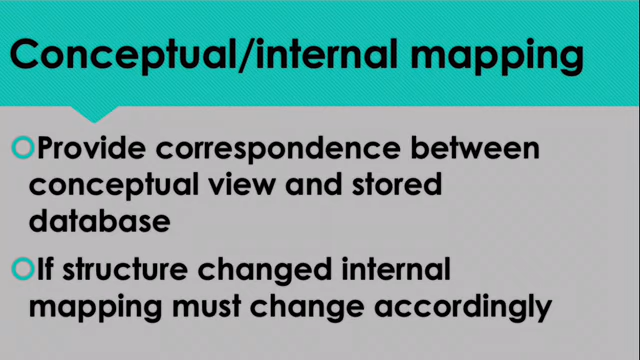 Conceptual/internal mapping
Provide correspondence between
conceptual view and stored
database
If structure changed internal
mapping must change accordingly